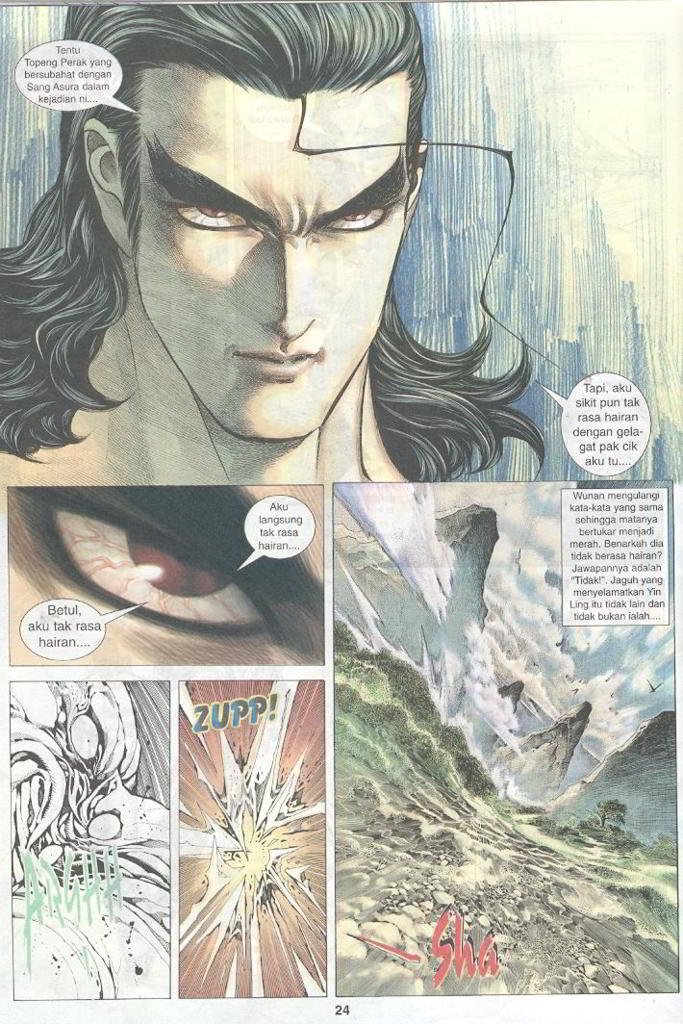 Tentu
Topeng Perak yang
bersubahat dengan
Sang Asura dalam
kejadian ni....
Tapi, aku
sikit pun tak
rasa hairan
dengan gela-
gat pak cik
aku tu....
Aku
langsung
tak rasa
hairan....
Betul,
aku tak rasa
hairan....
Wunan mengulangi
kata-kata yang sama
sehingga matanya
bertukar menjadi
merah. Benarkah dia
tidak berasa hairan?
Jawapannya adalah
"Tidak!". Jaguh yang
menyelamatkan Yin
Ling itu tidak lain dan
tidak bukan ialah....
ZUPP!
Sha
24